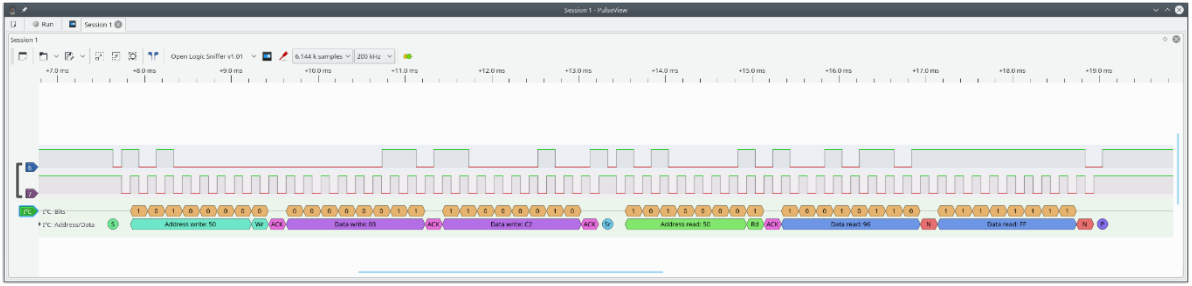 Session 1 - PulseView
Run Session 1
Session 1
Open Logic Sniffer v1.01 6.144 k samples 200 kHz
+7.0 ms +8.0 ms +9.0 ms +10.0 ms +11.0 ms +12.0 ms +13.0 ms +14.0 ms +15.0 ms +16.0 ms +17.0 ms +18.0 ms +19.0 ms
6
7
I²C I²C: Bits 1 0 1 0 0 0 0 0 0 0 0 0 0 0 1 1 1 1 0 0 0 0 1 0 1 0 1 0 0 0 0 1 1 0 0 1 0 1 1 0 1 1 1 1 1 1 1 1
I²C: Address/Data S Address write: 50 Wr ACK Data write: 03 ACK Data write: C2 ACK Sr Address read: 50 Rd ACK Data read: 96 N Data read: FF N P